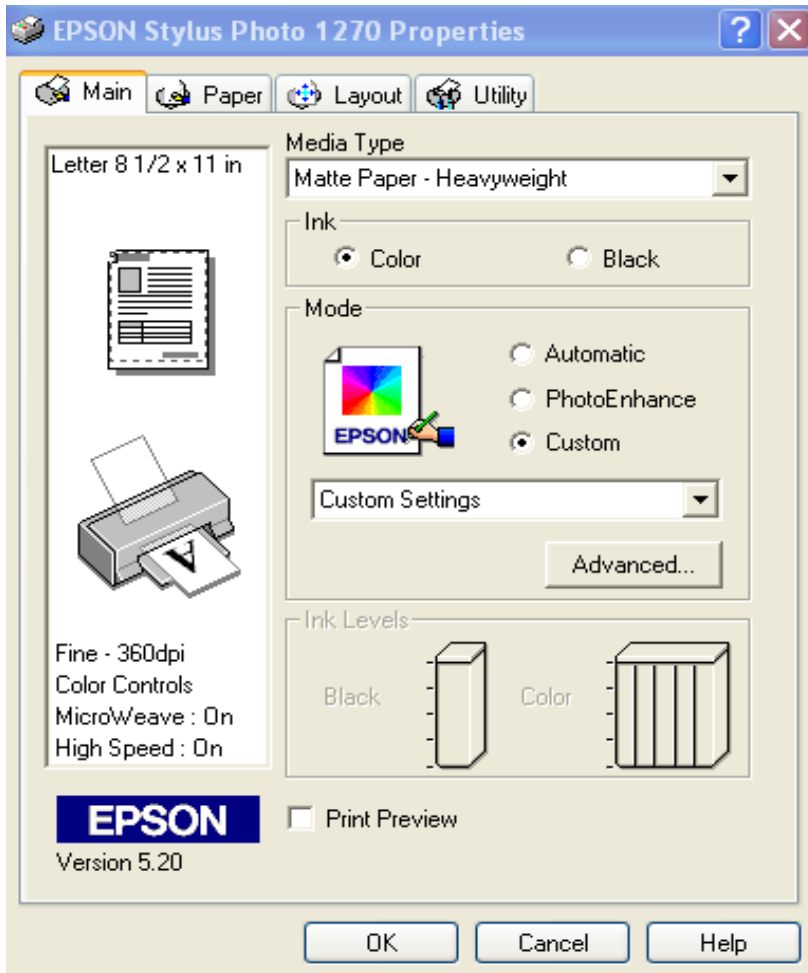 EPSON Stylus Photo 1270 Properties
Main Paper Layout Utility
Letter 8 1/2 x 11 in
Media Type
Matte Paper - Heavyweight
Ink
Color Black
Mode
Automatic
PhotoEnhance
EPSON
Custom
Custom Settings
Advanced...
A
Fine - 360dpi
Color Controls
MicroWeave : On
High Speed : On
Ink Levels
Black Color
EPSON
Version 5.20
Print Preview
OK Cancel Help